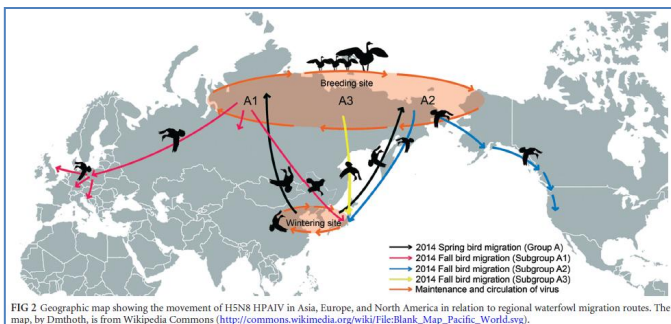 Breeding site
A1
A3
A2
Wintering site
2014 Spring bird migration (Group A)
2014 Fall bird migration (Subgroup A1)
2014 Fall bird migration (Subgroup A2)
2014 Fall bird migration (Subgroup A3)
Maintenance and circulation of virus
FIG 2 Geographic map showing the movement of H5N8 HPAIV in Asia, Europe, and North America in relation to regional waterfowl migration routes. The
map, by Dmthoth, is from Wikipedia Commons (http://commons.wikimedia.org/wiki/File:Blank_Map_Pacific_World.svg).